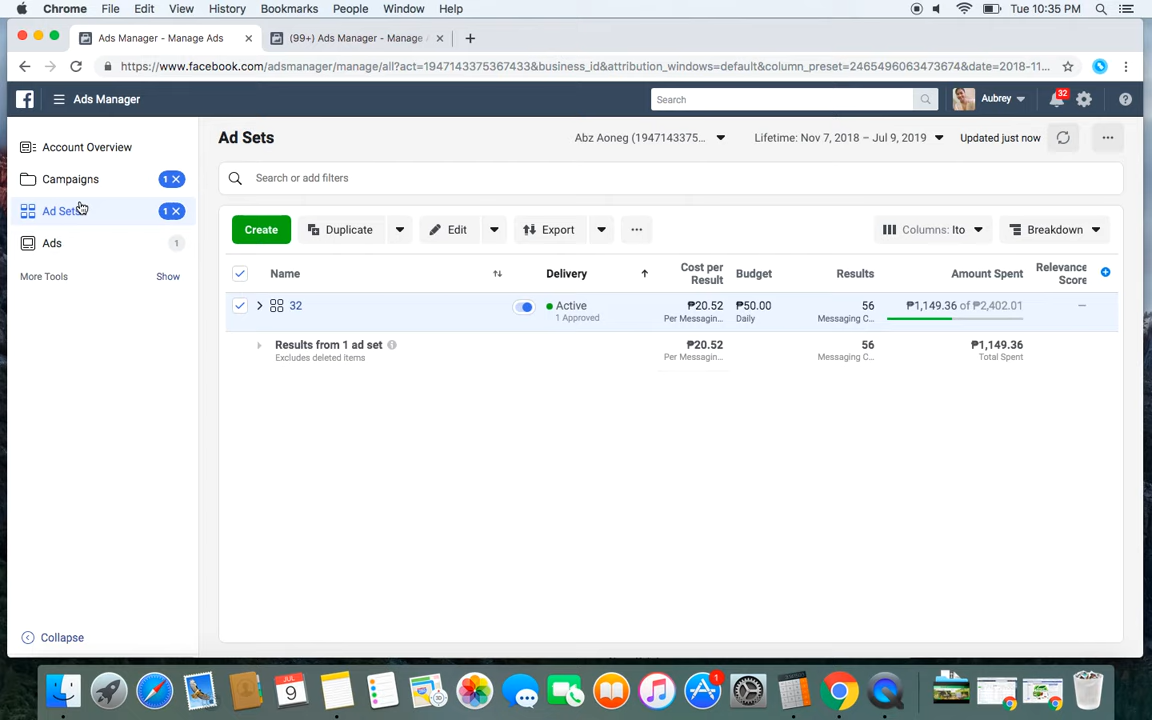 Chrome File Edit View History Bookmarks People Window Help Tue 10:35 PM
Ads Manager - Manage Ads × (99+) Ads Manager - Manage × +
https://www.facebook.com/adsmanager/manage/all?act=1947143375367433&business_id&attribution_windows=default&column_preset=2465496063473674&date=2018-11...
f Ads Manager Search Aubrey 32
Account Overview
Campaigns 1 ×
Ad Sets 1 ×
Ads 1
More Tools Show
Collapse
Ad Sets Abz Aoneg (1947143375... Lifetime: Nov 7, 2018 – Jul 9, 2019 Updated just now ...
Search or add filters
Create Duplicate Edit Export ... Columns: Ito Breakdown
Name Delivery Cost per Result Budget Results Amount Spent Relevance Score
32 Active ₱20.52 ₱50.00 56 ₱1,149.36 of ₱2,402.01 —
1 Approved Per Messagin... Daily Messaging C...
Results from 1 ad set ₱20.52 56 ₱1,149.36
Excludes deleted items Per Messagin... Messaging C... Total Spent
JUL
9
1